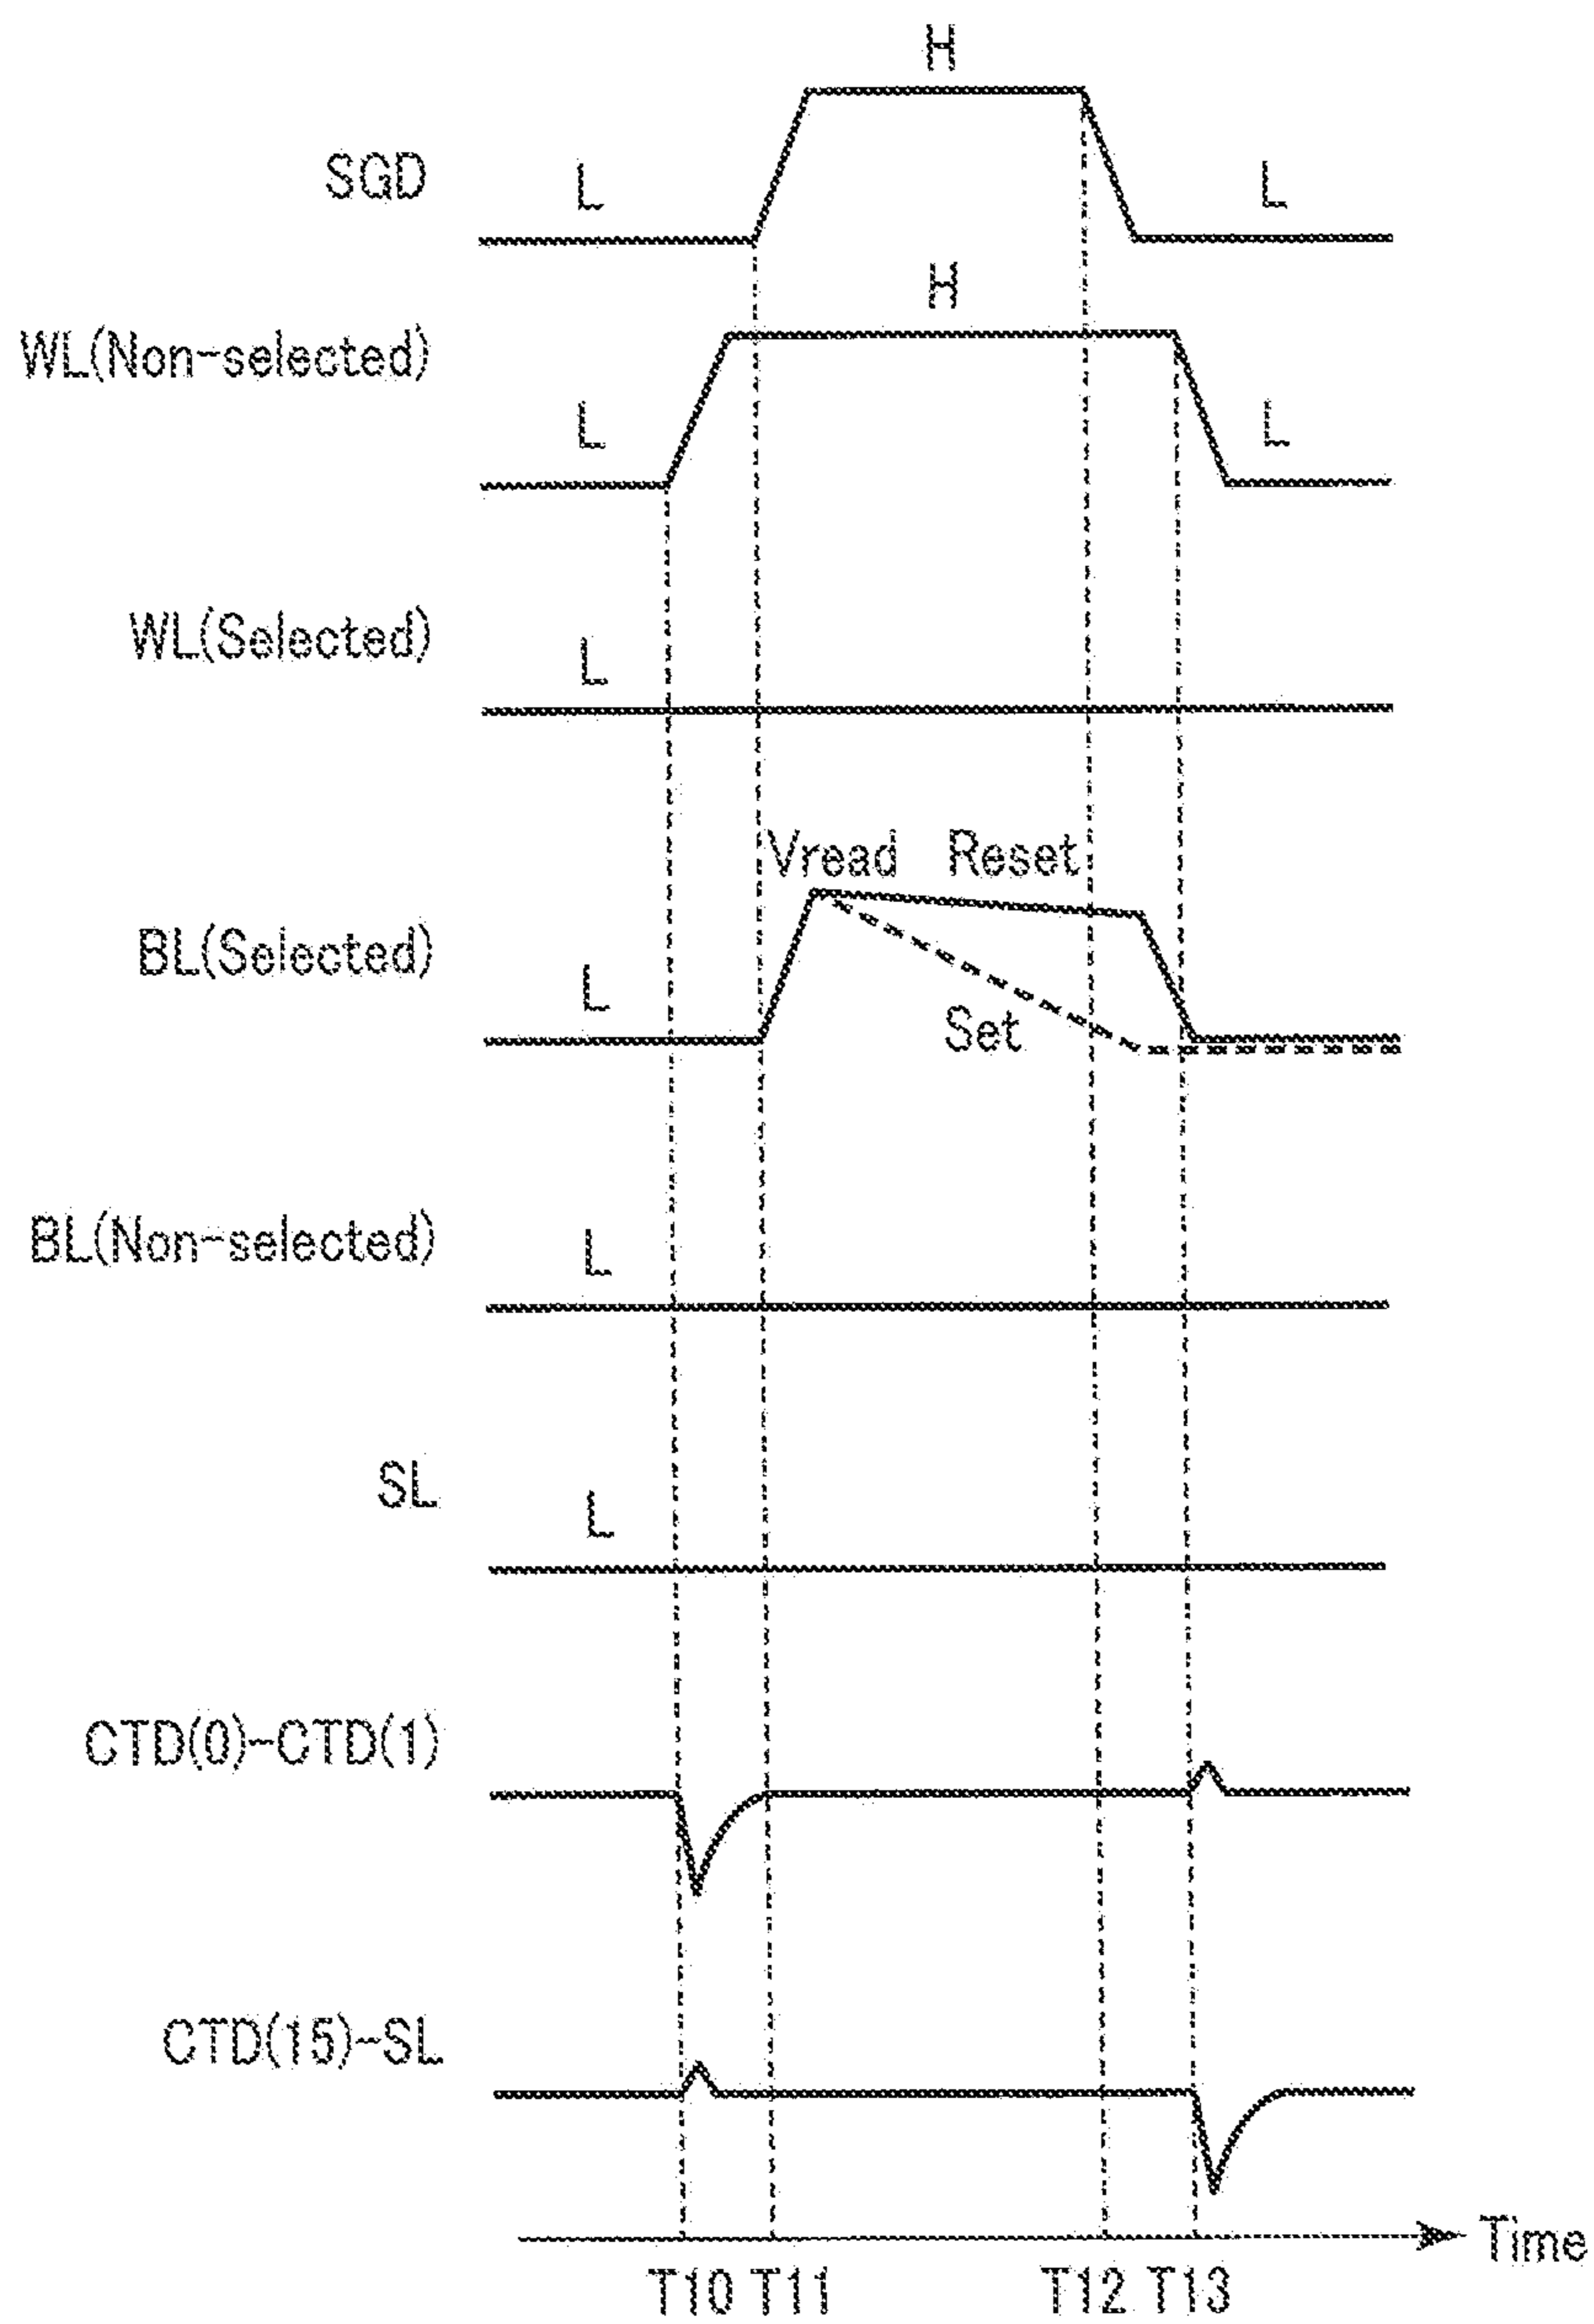 H
SGD L L
H
WL(Non-selected)
L L
WL(Selected)
L
Vread Reset
BL(Selected)
L
Set
BL(Non-selected)
L
SL
L
CTD(0)-CTD(1)
CTD(15)-SL
Time
T10 T11 T12 T13